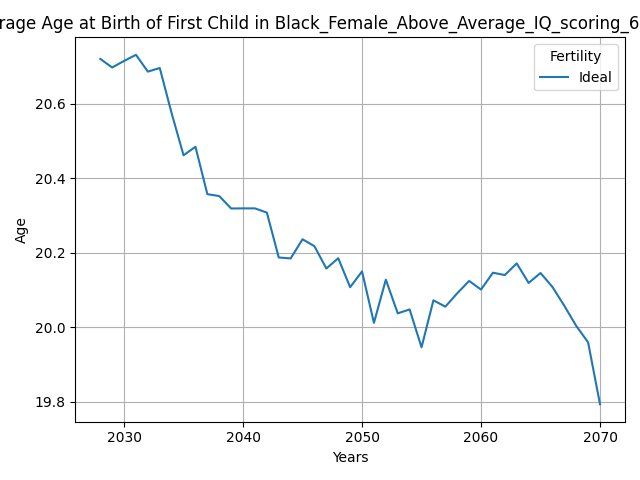 rage Age at Birth of First Child in Black_Female_Above_Average_IQ_scoring_6
Fertility
Ideal
Age
20.6
20.4
20.2
20.0
19.8
2030 2040 2050 2060 2070
Years